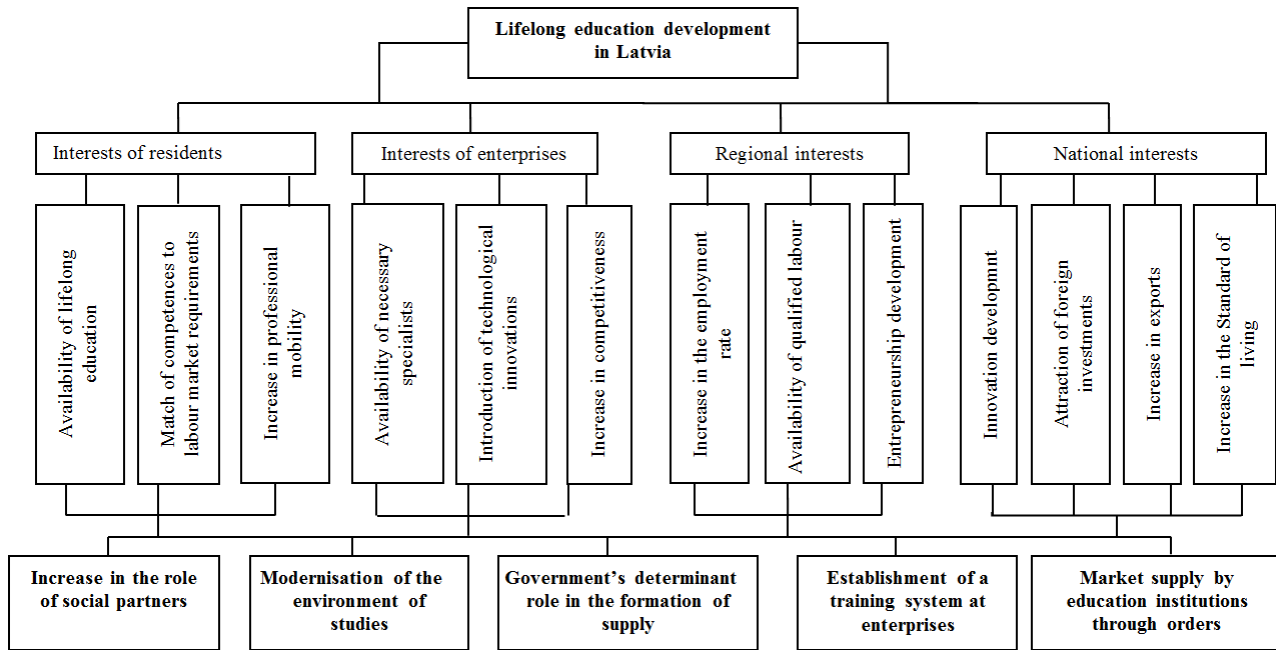 Lifelong education development
in Latvia
Interests of residents
Interests of enterprises
Regional interests
National interests
Availability of lifelong
education
Match of competences to
labour market requirements
Increase in professional
mobility
Availability of necessary
specialists
Introduction of technological
innovations
Increase in competitiveness
Increase in the employment
rate
Availability of qualified labour
Entrepreneurship development
Innovation developmnt
Attraction of foreign
investments
Increase in exports
Increase in the Standard of
living
Increase in the role
of social partners
Modernisation of the
environment of
studies
Government’s determinant
role in the formation of
supply
Establishment of a
training system at
enterprises
Market supply by
education institutions
through orders